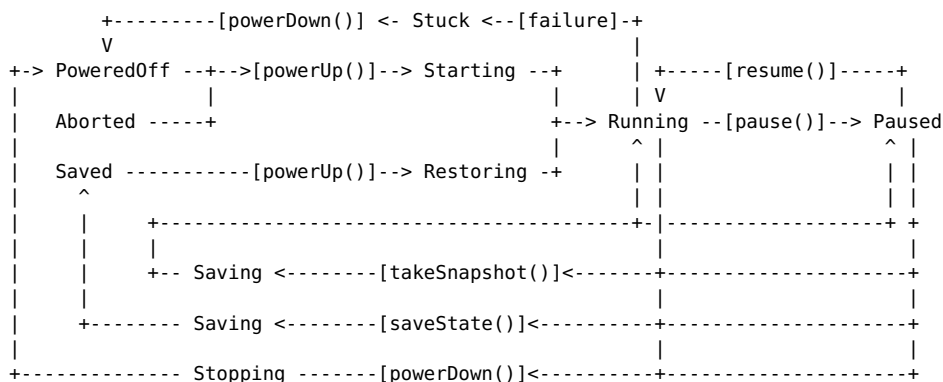 +---------[powerDown()] <- Stuck <--[failure]-+
V |
+-> PoweredOff --+-->[powerUp()]--> Starting --+ | +-----[resume()]-----+
| | | | V |
| Aborted -----+ +--> Running --[pause()]--> Paused
| | ^ | ^ |
| Saved -----------[powerUp()]--> Restoring -+ | | | |
| ^ | | | |
| | +-----------------------------------------+-|-------------------+ +
| | | | |
| | +-- Saving <--------[takeSnapshot()]<-------+---------------------+
| | | |
| +-------- Saving <--------[saveState()]<----------+---------------------+
| | |
+-------------- Stopping -------[powerDown()]<----------+---------------------+